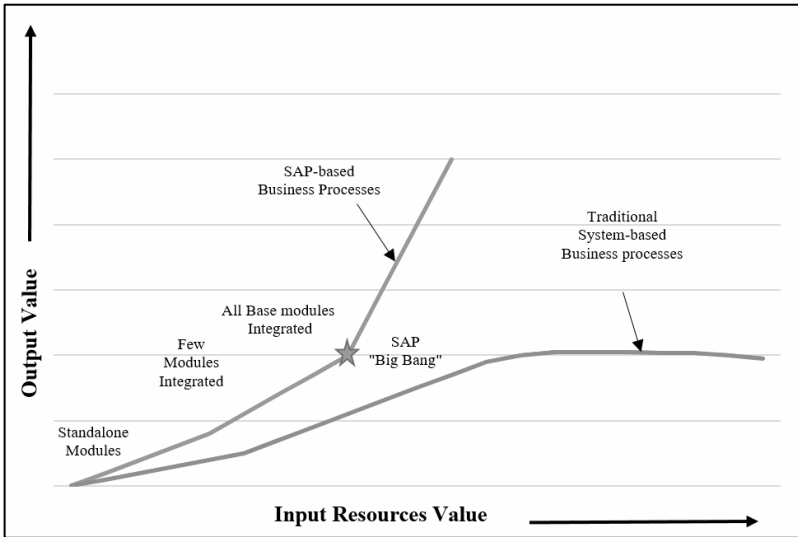 SAP-based
Business Processes
Traditional
System-based
Business processes
All Base modules
Integrated
SAP
"Big Bang"
Few
Modules
Integrated
Standalone
Modules
Output Value
Input Resources Value